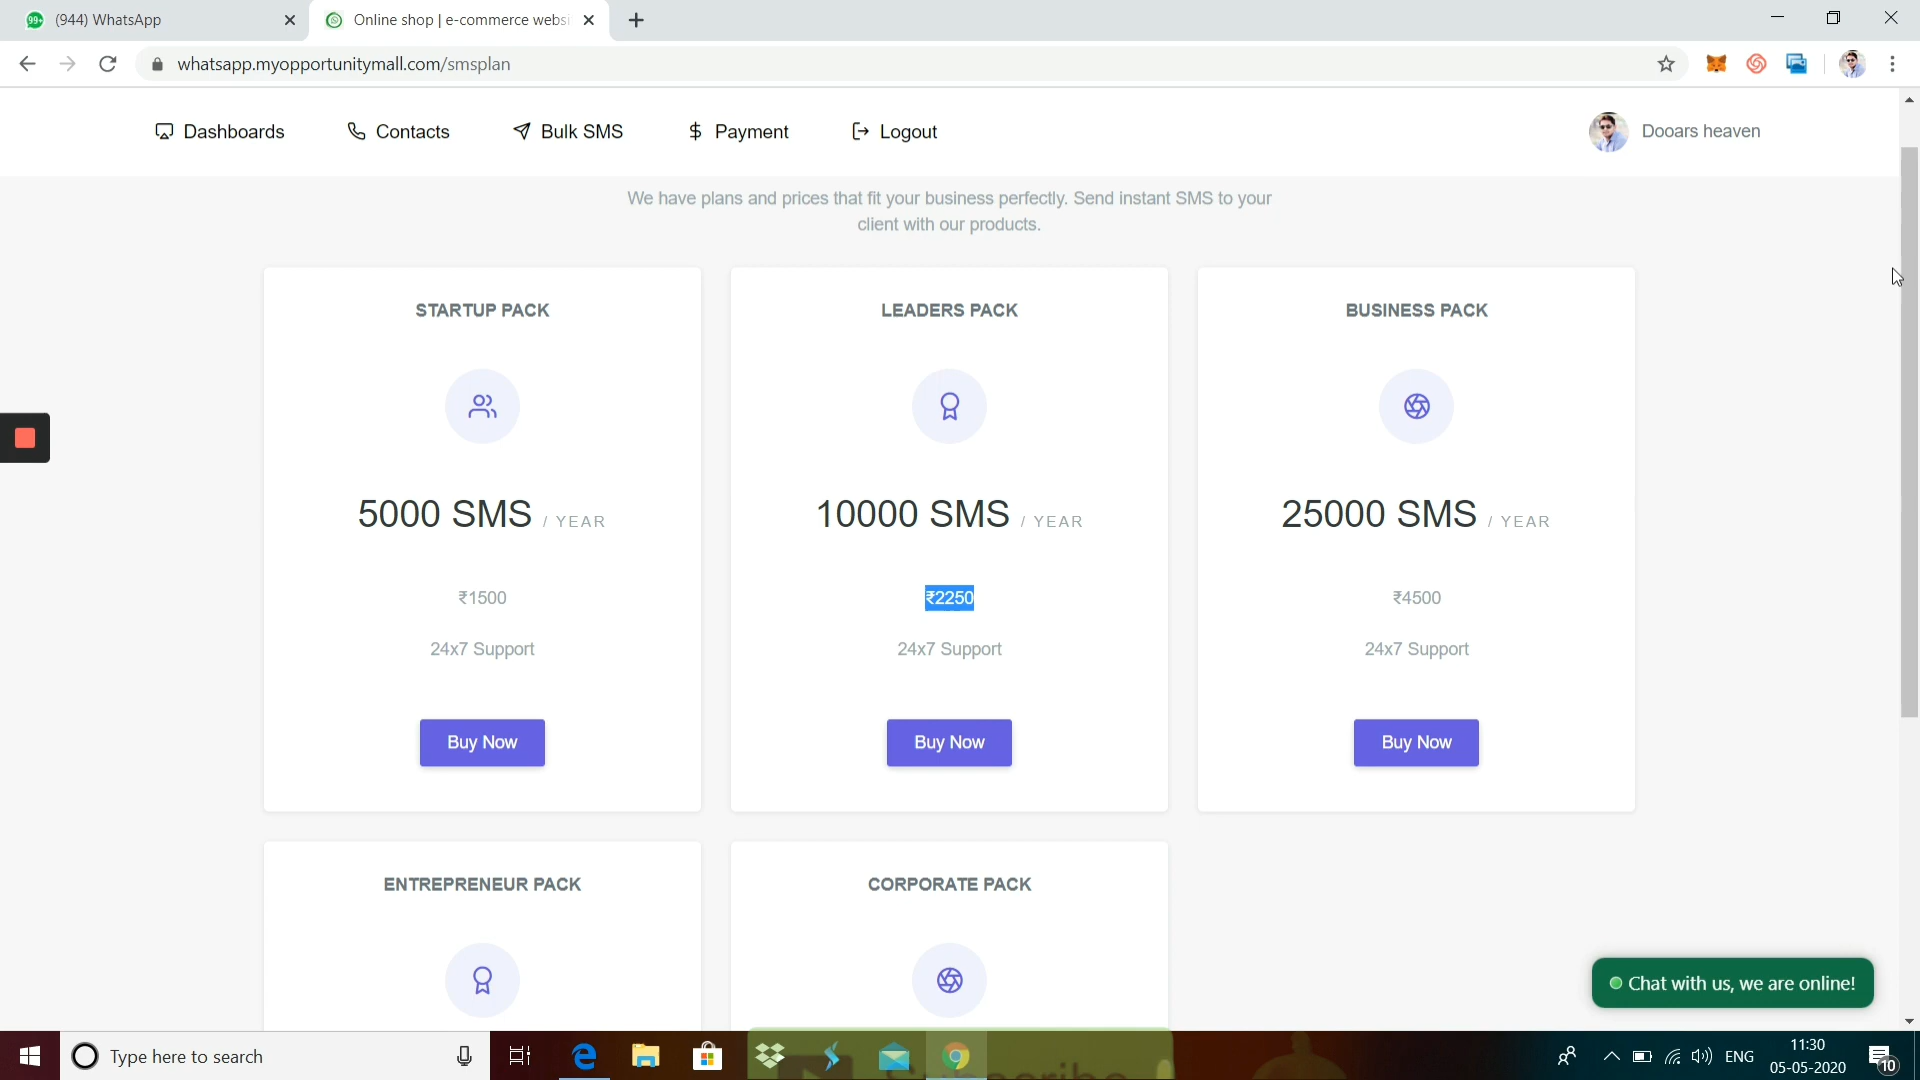 99+ (944) WhatsApp
Online shop | e-commerce websi
whatsapp.myopportunitymall.com/smsplan
Dashboards Contacts Bulk SMS Payment Logout Dooars heaven
We have plans and prices that fit your business perfectly. Send instant SMS to your
client with our products.
STARTUP PACK
5000 SMS / YEAR
₹1500
24x7 Support
Buy Now
LEADERS PACK
10000 SMS / YEAR
₹2250
24x7 Support
Buy Now
BUSINESS PACK
25000 SMS / YEAR
₹4500
24x7 Support
Buy Now
ENTREPRENEUR PACK
CORPORATE PACK
Chat with us, we are online!
Type here to search
Subscribe
ENG
11:30
05-05-2020
10